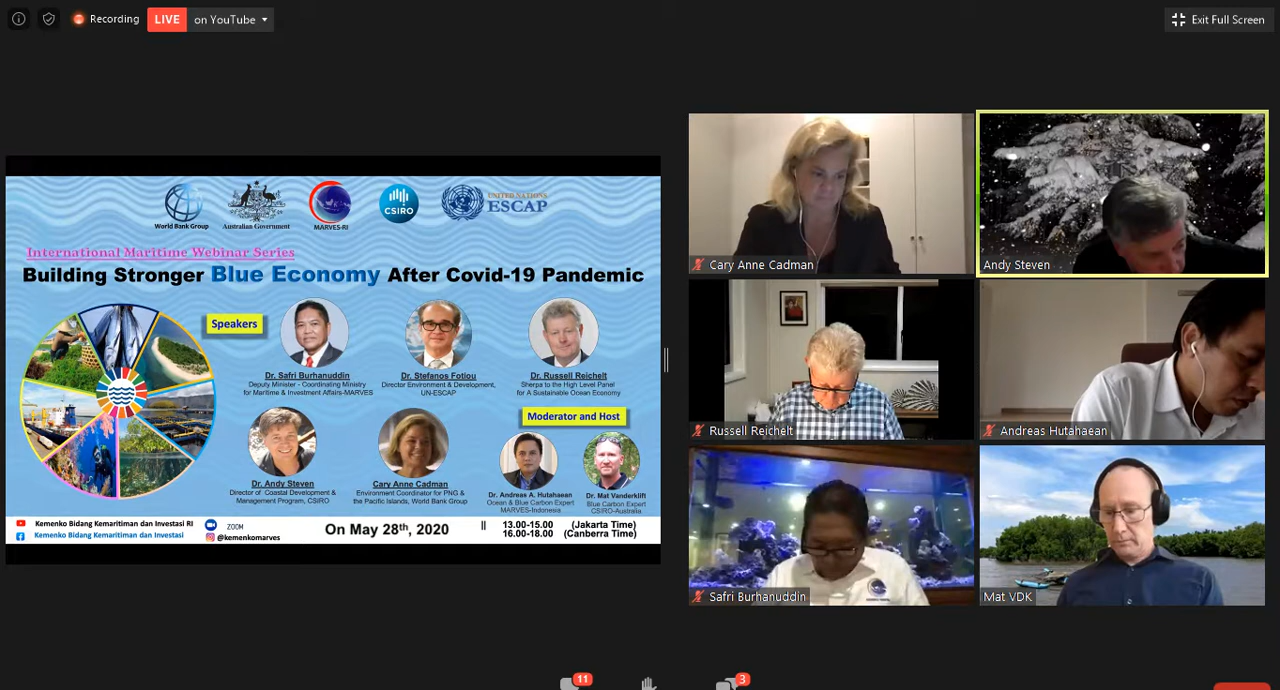 Recording
LIVE on YouTube
Exit Full Screen
World Bank Group
Australian Government
MARVES-RI
CSIRO
UNITED NATIONS
ESCAP
International Maritime Webinar Series
Building Stronger Blue Economy After Covid-19 Pandemic
Speakers
Dr. Safri Burhanuddin
Deputy Minister - Coordinating Ministry
for Maritime & Investment Affairs-MARVES
Dr. Stefanos Fotiou
Director Environment & Development,
UN-ESCAP
Dr. Russell Reichelt
Sherpa to the High Level Panel
for A Sustainable Ocean Economy
Dr. Andy Steven
Director of Coastal Development &
Management Program, CSIRO
Cary Anne Cadman
Environment Coordinator for PNG &
the Pacific Islands, World Bank Group
Moderator and Host
Dr. Andreas A. Hutahaean
Ocean & Blue Carbon Expert
MARVES-Indonesia
Dr. Mat Vanderklift
Blue Carbon Expert
CSIRO-Australia
Kemenko Bidang Kemaritiman dan Investasi RI
Kemenko Bidang Kemaritiman dan Investasi
ZOOM
@kemenkomarves
On May 28th, 2020
13.00-15.00 (Jakarta Time)
16.00-18.00 (Canberra Time)
Cary Anne Cadman
Andy Steven
Russell Reichelt
Andreas Hutahaean
Safri Burhanuddin
Mat VDK
11
3